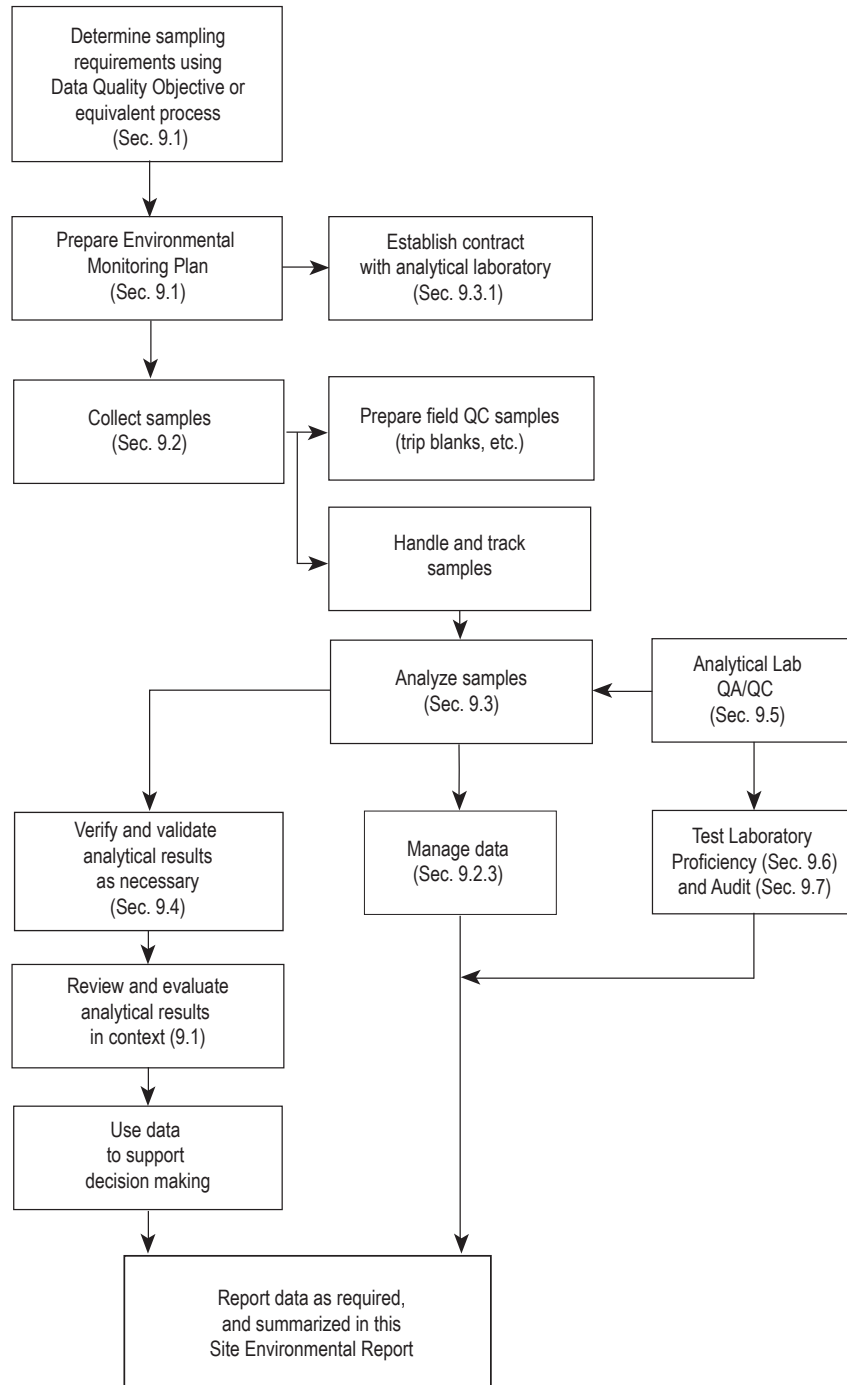 Determine sampling
requirements using
Data Quality Objective or
equivalent process
(Sec. 9.1)
Prepare Environmental
Monitoring Plan
(Sec. 9.1)
Establish contract
with analytical laboratory
(Sec. 9.3.1)
Collect samples
(Sec. 9.2)
Prepare field QC samples
(trip blanks, etc.)
Handle and track
samples
Analyze samples
(Sec. 9.3)
Analytical Lab
QA/QC
(Sec. 9.5)
Verify and validate
analytical results
as necessary
(Sec. 9.4)
Manage data
(Sec. 9.2.3)
Test Laboratory
Proficiency (Sec. 9.6)
and Audit (Sec. 9.7)
Review and evaluate
analytical results
in context (9.1)
Use data
to support
decision making
Report data as required,
and summarized in this
Site Environmental Report